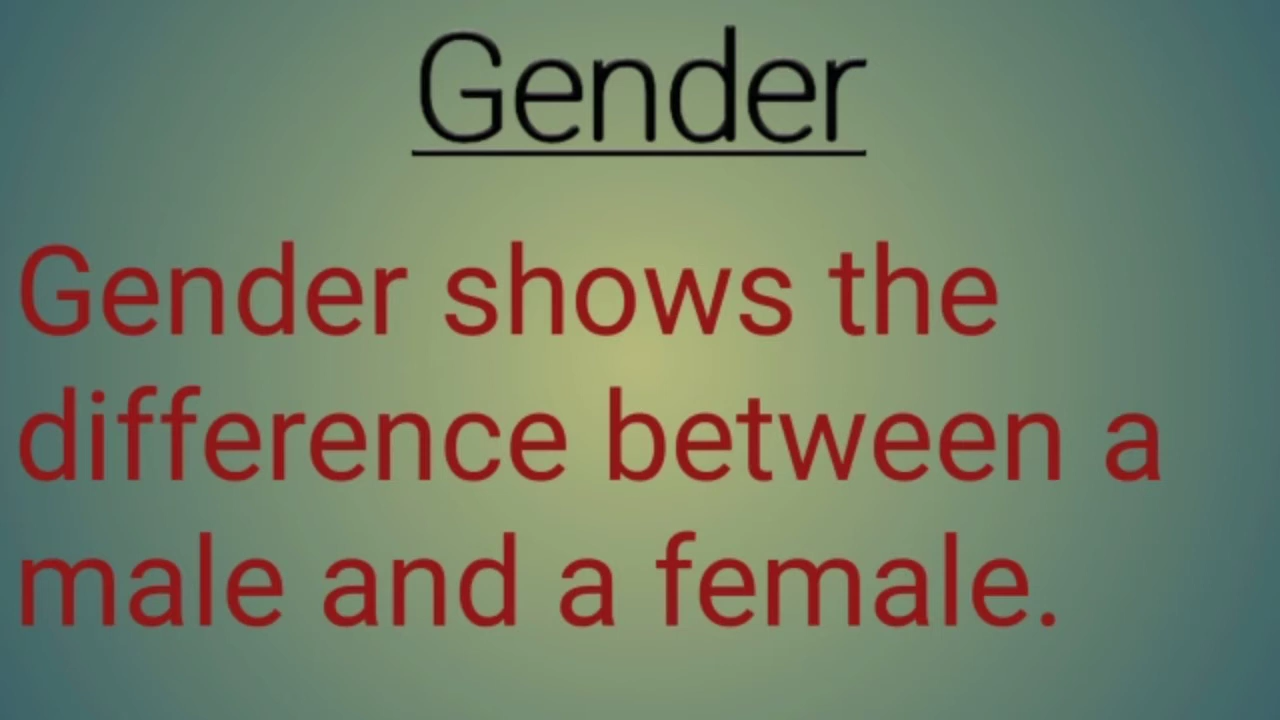 Gender
Gender shows the
difference between a
male and a female.